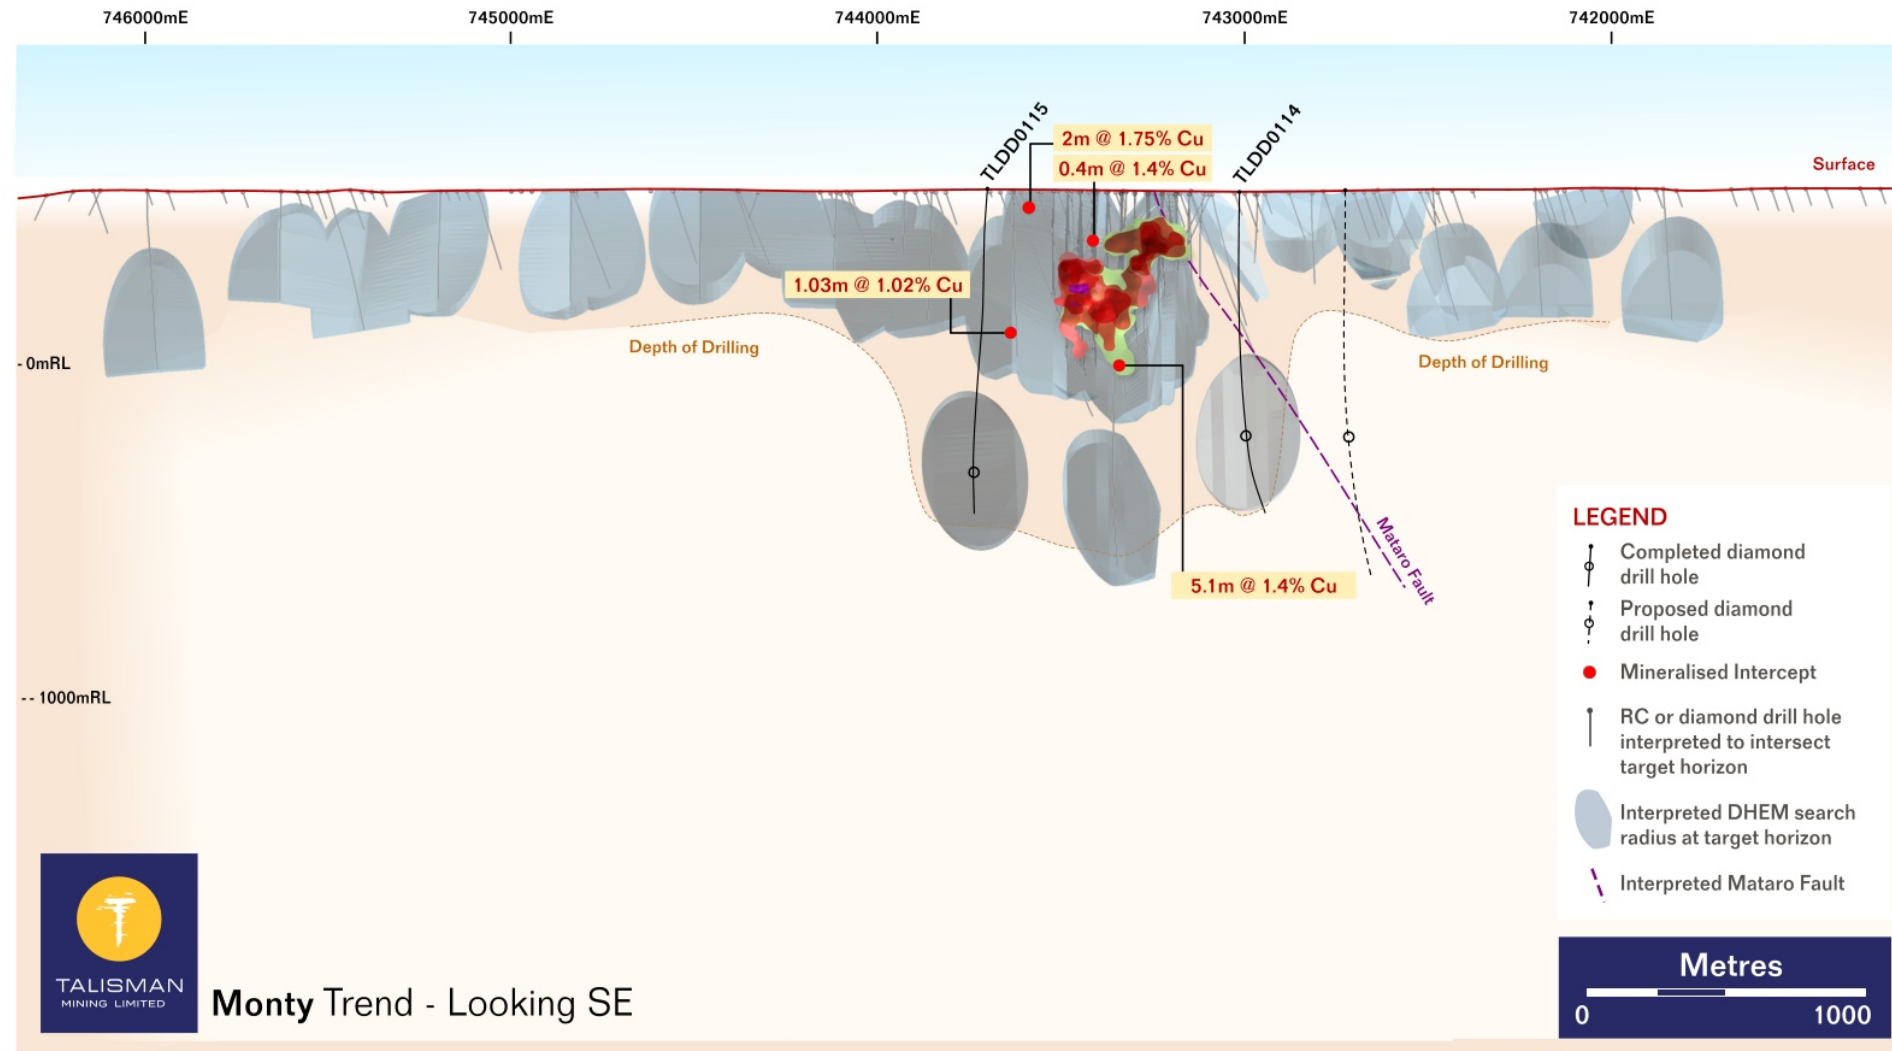 746000mE
745000mE
744000mE
743000mE
742000mE
TLDD0115
TLDD0114
2m @ 1.75% Cu
0.4m @ 1.4% Cu
Surface
1.03m @ 1.02% Cu
Depth of Drilling
Depth of Drilling
- 0mRL
Mataro Fault
5.1m @ 1.4% Cu
-- 1000mRL
LEGEND
Completed diamond
drill hole
Proposed diamond
drill hole
Mineralised Intercept
RC or diamond drill hole
interpreted to intersect
target horizon
Interpreted DHEM search
radius at target horizon
Interpreted Mataro Fault
Metres
0
1000
TALISMAN
MINING LIMITED
Monty Trend - Looking SE